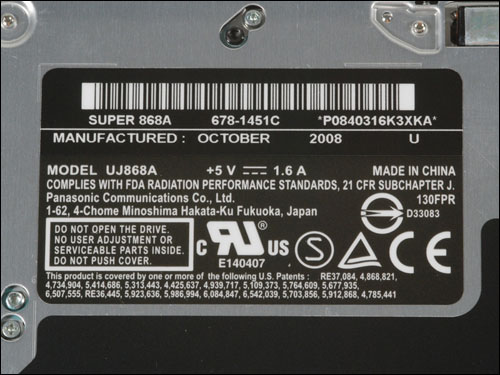 SUPER 868A 678-1451C *P0840316K3XKA*
MANUFACTURED: OCTOBER 2008 U
MODEL UJ868A +5 V ⎓ 1.6 A MADE IN CHINA
COMPLIES WITH FDA RADIATION PERFORMANCE STANDARDS, 21 CFR SUBCHAPTER J.
Panasonic Communications Co., Ltd. 130FPR
1-62, 4-Chome Minoshima Hakata-Ku Fukuoka, Japan D33083
DO NOT OPEN THE DRIVE.
NO USER ADJUSTMENT OR
SERVICEABLE PARTS INSIDE.
DO NOT PUSH IN COVER.
C RU US S CE
E140407
This product is covered by one or more of the following U.S. Patents : RE37,084, 4,868,821,
4,734,904, 5,414,686, 5,313,443, 4,425,637, 4,939,717, 5,109,373, 5,764,609, 5,677,935,
6,507,555, RE36,445, 5,923,636, 5,986,994, 6,084,847, 6,542,039, 5,703,856, 5,912,868, 4,785,441